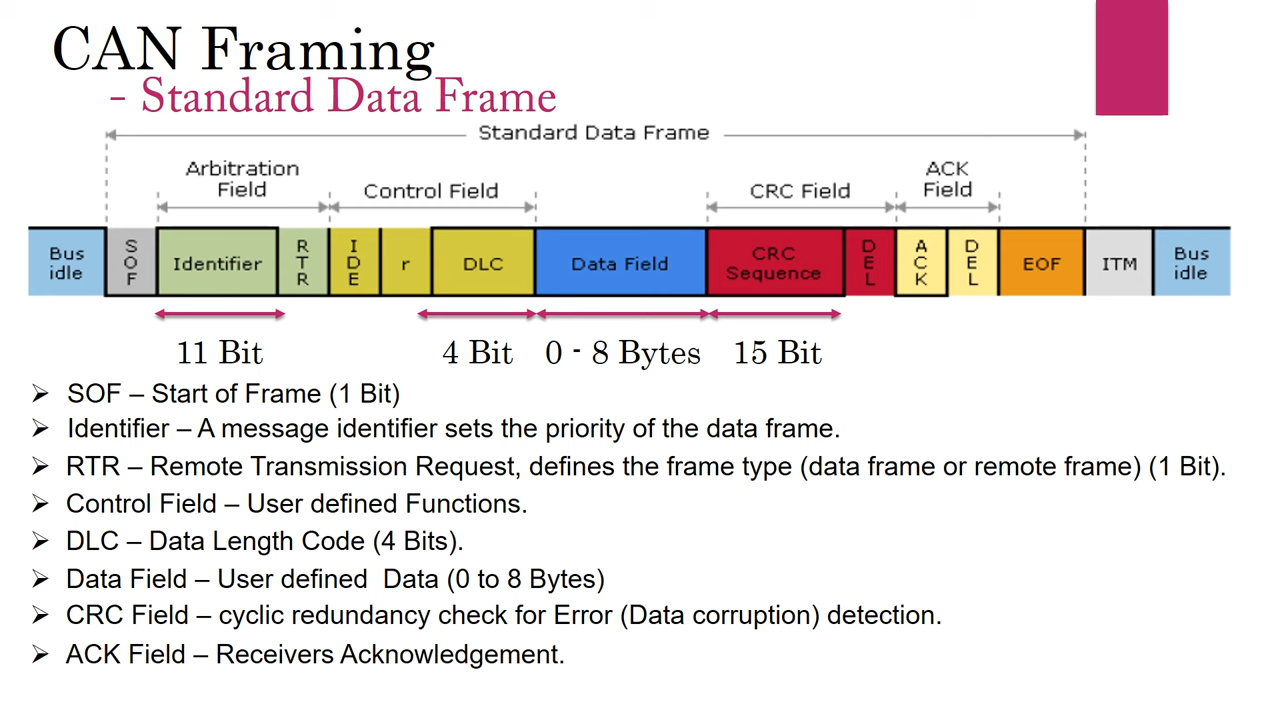 CAN Framing
- Standard Data Frame
Standard Data Frame
Arbitration
Field
Control Field
CRC Field
ACK
Field
Bus
idle
SOF
Identifier
RTR
IDE
r
DLC
Data Field
CRC
Sequence
DEL
ACK
DEL
EOF
ITM
Bus
idle
11 Bit
4 Bit
0 - 8 Bytes
15 Bit
➢ SOF – Start of Frame (1 Bit)
➢ Identifier – A message identifier sets the priority of the data frame.
➢ RTR – Remote Transmission Request, defines the frame type (data frame or remote frame) (1 Bit).
➢ Control Field – User defined Functions.
➢ DLC – Data Length Code (4 Bits).
➢ Data Field – User defined  Data (0 to 8 Bytes)
➢ CRC Field – cyclic redundancy check for Error (Data corruption) detection.
➢ ACK Field – Receivers Acknowledgement.